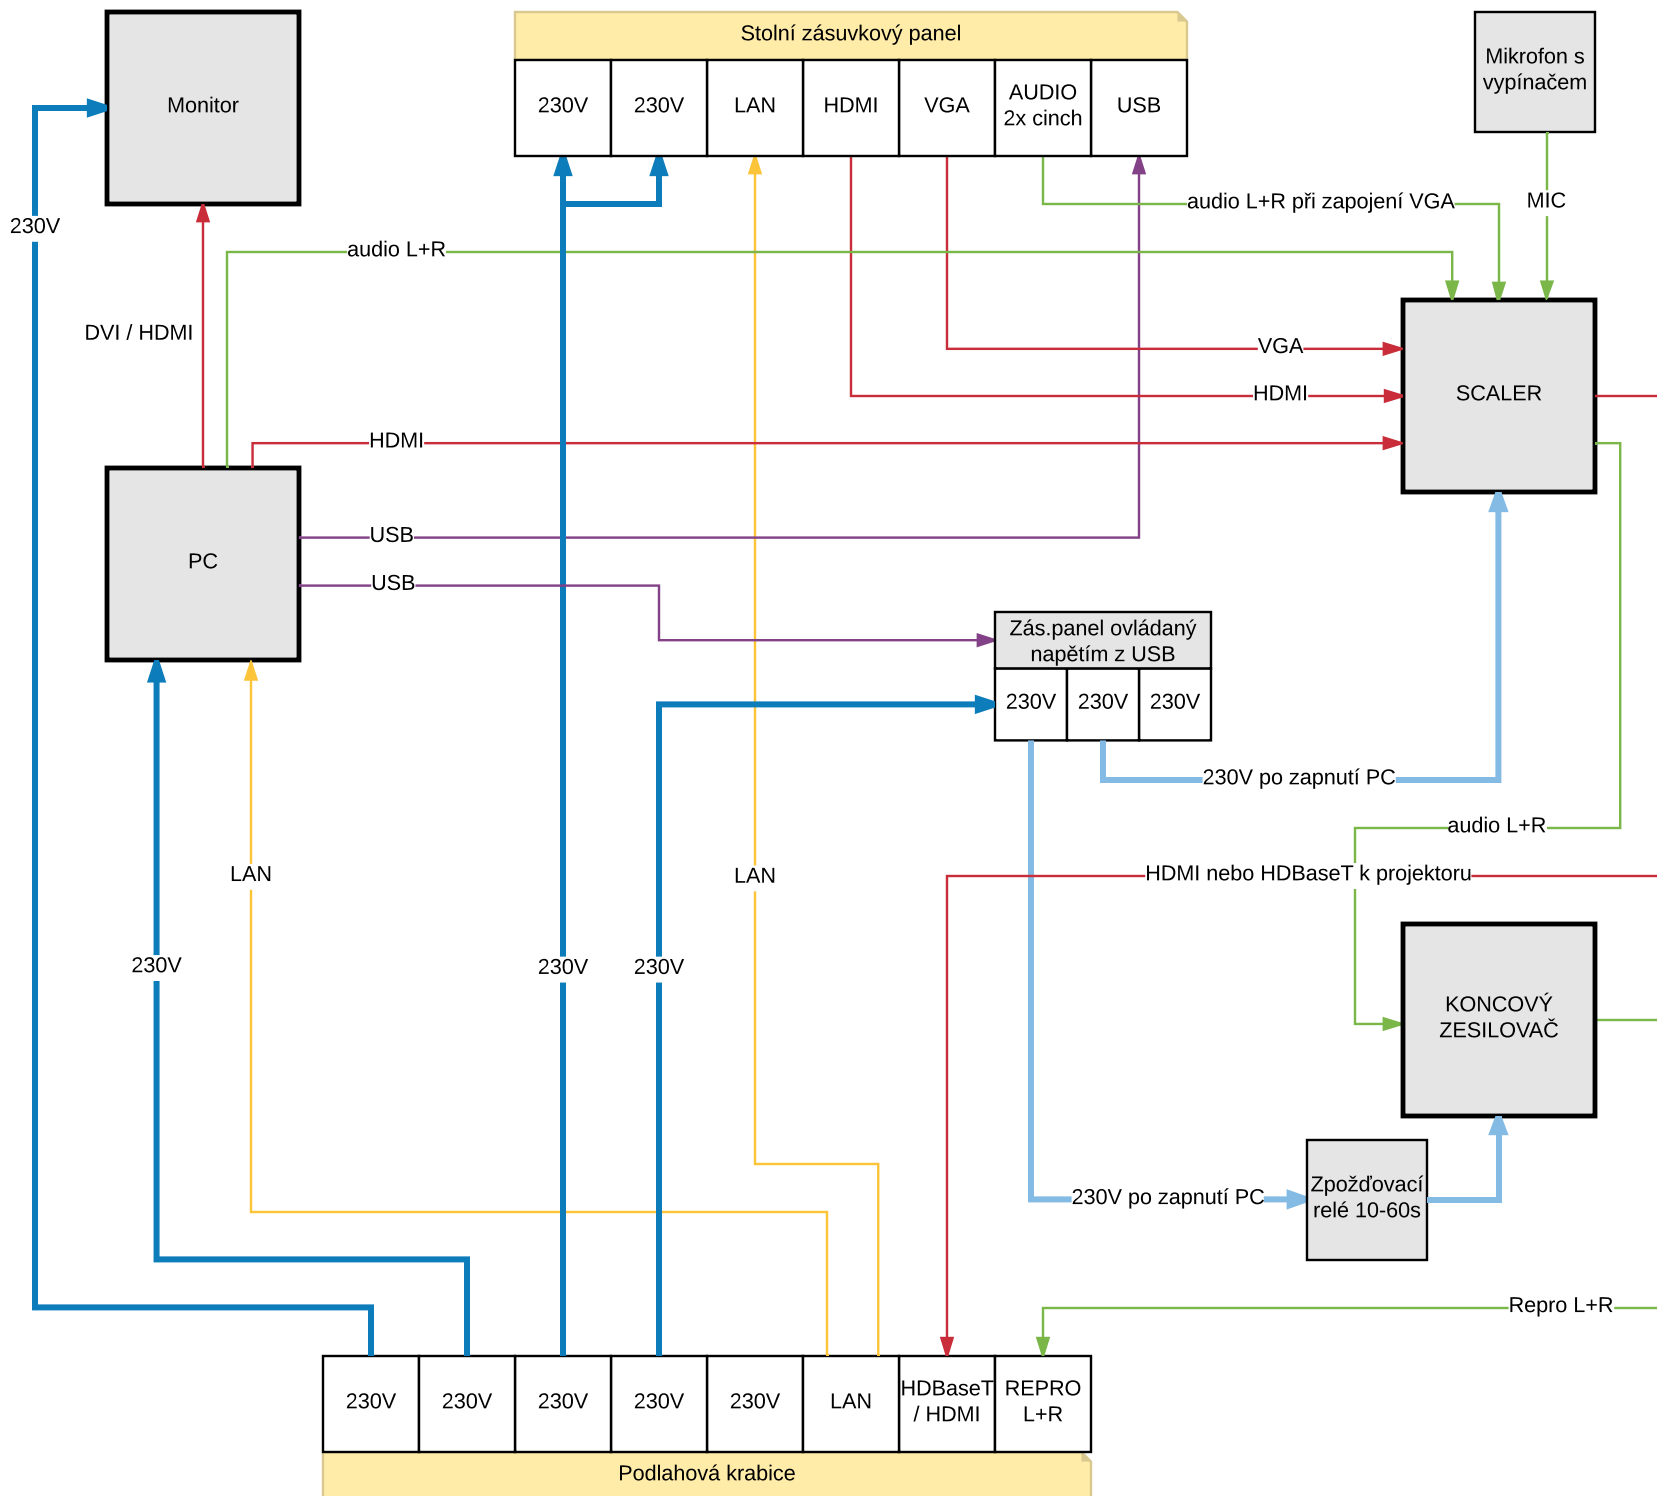 Stolní zásuvkový panel
Mikrofon s
vypínačem
Monitor
230V
230V
LAN
HDMI
VGA
AUDIO
2x cinch
USB
230V
audio L+R při zapojení VGA
MIC
audio L+R
DVI / HDMI
VGA
HDMI
SCALER
HDMI
USB
PC
USB
Zás.panel ovládaný
napětím z USB
230V
230V
230V
230V po zapnutí PC
audio L+R
LAN
LAN
HDMI nebo HDBaseT k projektoru
230V
230V
230V
KONCOVÝ
ZESILOVAČ
230V po zapnutí PC
Zpožďovací
relé 10-60s
Repro L+R
230V
230V
230V
230V
230V
LAN
HDBaseT
/ HDMI
REPRO
L+R
Podlahová krabice